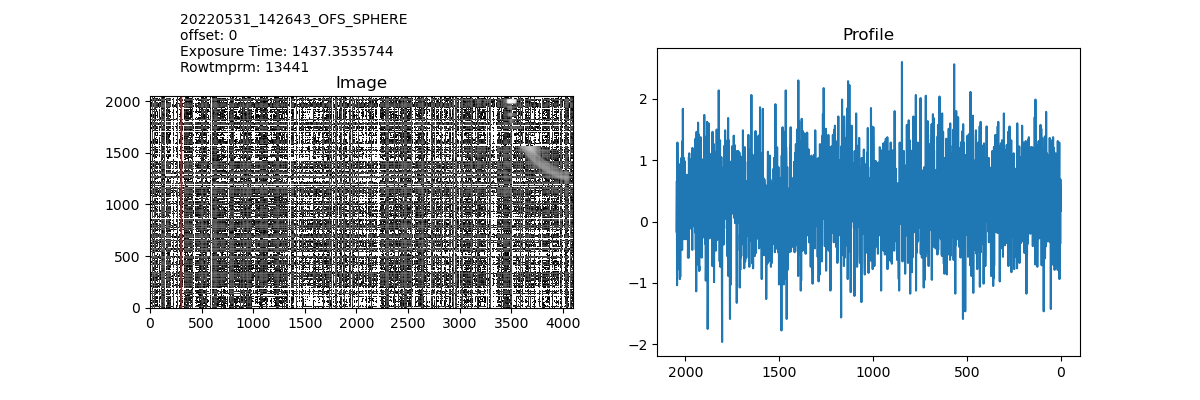 20220531_142643_OFS_SPHERE
offset: 0
Exposure Time: 1437.3535744
Rowtmprm: 13441
Image
2000
1500
1000
500
0
0 500 1000 1500 2000 2500 3000 3500 4000
Profile
2
1
0
−1
−2
2000 1500 1000 500 0